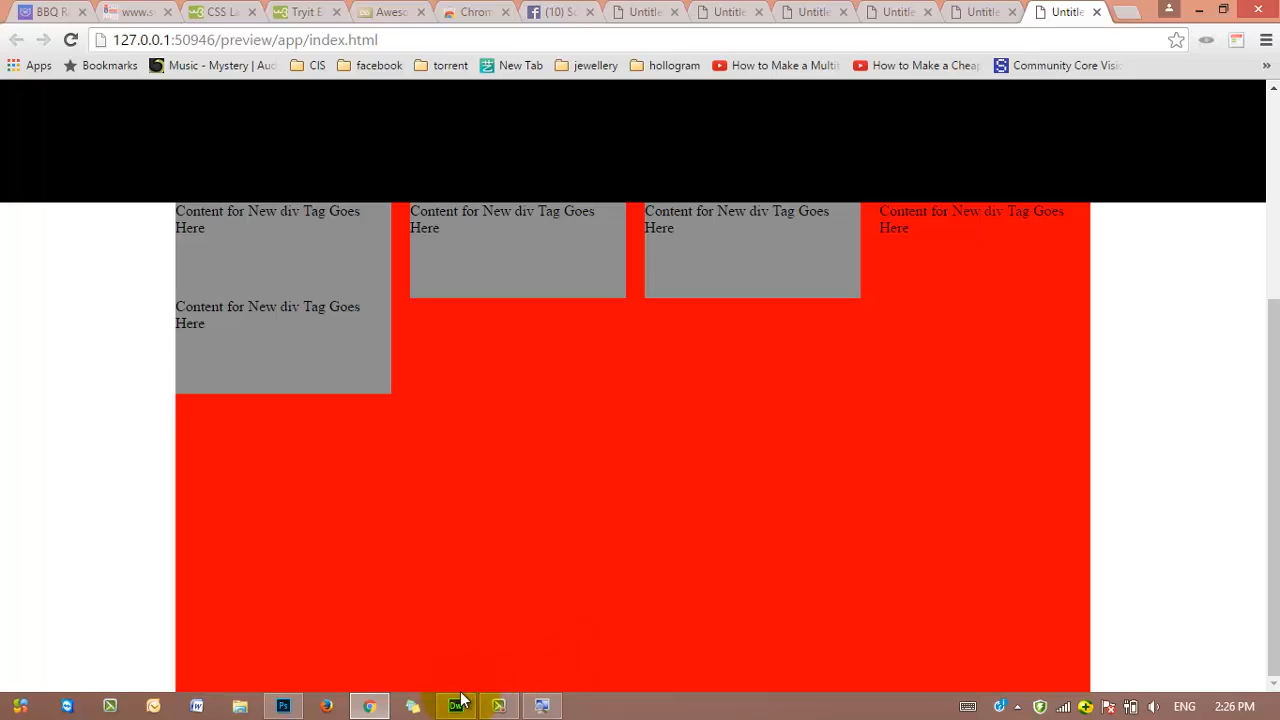 BBQ R
www.s
CSS L
Tryit E
Aweso
Chrom
(10) S
Untitle
Untitle
Untitle
Untitle
Untitle
Untitle
127.0.0.1:50946/preview/app/index.html
Apps
Bookmarks
Music - Mystery | Aud
CIS
facebook
torrent
New Tab
jewellery
hollogram
How to Make a Multi
How to Make a Cheap
Community Core Visi
»
Content for New div Tag Goes
Here
Content for New div Tag Goes
Here
Content for New div Tag Goes
Here
Content for New div Tag Goes
Here
Content for New div Tag Goes
Here
Ps
Dw
ENG
2:26 PM